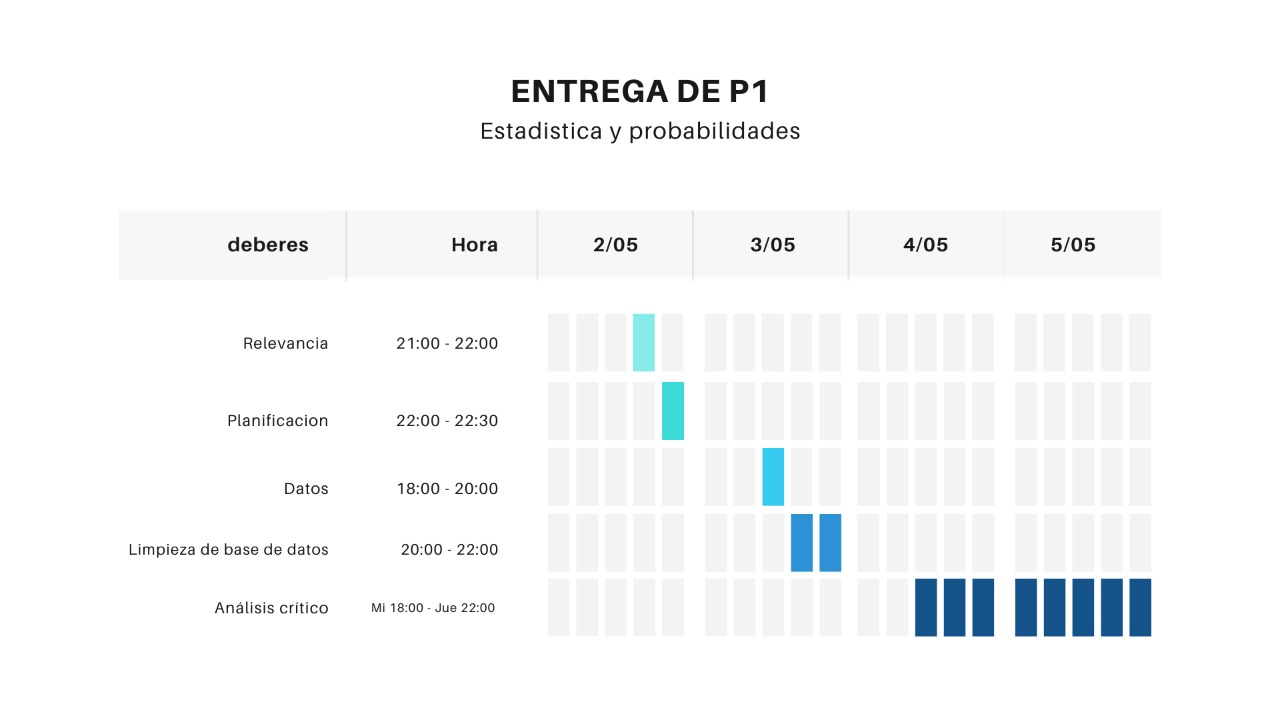 ENTREGA DE P1
Estadistica y probabilidades
deberes Hora 2/05 3/05 4/05 5/05
Relevancia 21:00 - 22:00
Planificacion 22:00 - 22:30
Datos 18:00 - 20:00
Limpieza de base de datos 20:00 - 22:00
Análisis crítico Mi 18:00 - Jue 22:00